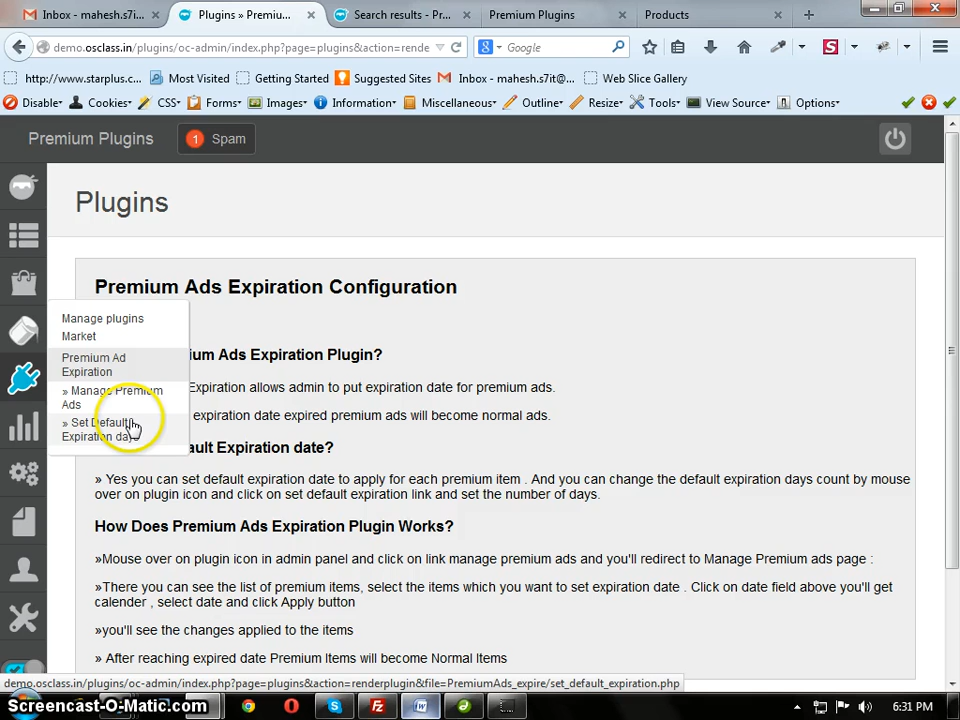 Inbox - mahesh.s7i...
Plugins » Premiu...
Search results - Pr...
Premium Plugins
Products
demo.osclass.in/plugins/oc-admin/index.php?page=plugins&action=rende
Google
http://www.starplus.c...
Most Visited
Getting Started
Suggested Sites
Inbox - mahesh.s7it@...
Web Slice Gallery
Disable
Cookies
CSS
Forms
Images
Information
Miscellaneous
Outline
Resize
Tools
View Source
Options
Premium Plugins
1 Spam
Plugins
Premium Ads Expiration Configuration
Manage plugins
Market
Premium Ad
Expiration
» Manage Premium
Ads
» Set Default
Expiration days
ium Ads Expiration Plugin?
Expiration allows admin to put expiration date for premium ads.
expiration date expired premium ads will become normal ads.
ault Expiration date?
» Yes you can set default expiration date to apply for each premium item . And you can change the default expiration days count by mouse
over on plugin icon and click on set default expiration link and set the number of days.
How Does Premium Ads Expiration Plugin Works?
»Mouse over on plugin icon in admin panel and click on link manage premium ads and you'll redirect to Manage Premium ads page :
»There you can see the list of premium items, select the items which you want to set expiration date . Click on date field above you'll get
calender , select date and click Apply button
»you'll see the changes applied to the items
» After reaching expired date Premium Items will become Normal Items
demo.osclass.in/plugins/oc-admin/index.php?page=plugins&action=renderplugin&file=PremiumAds_expire/set_default_expiration.php
Screencast-O-Matic.com
6:31 PM